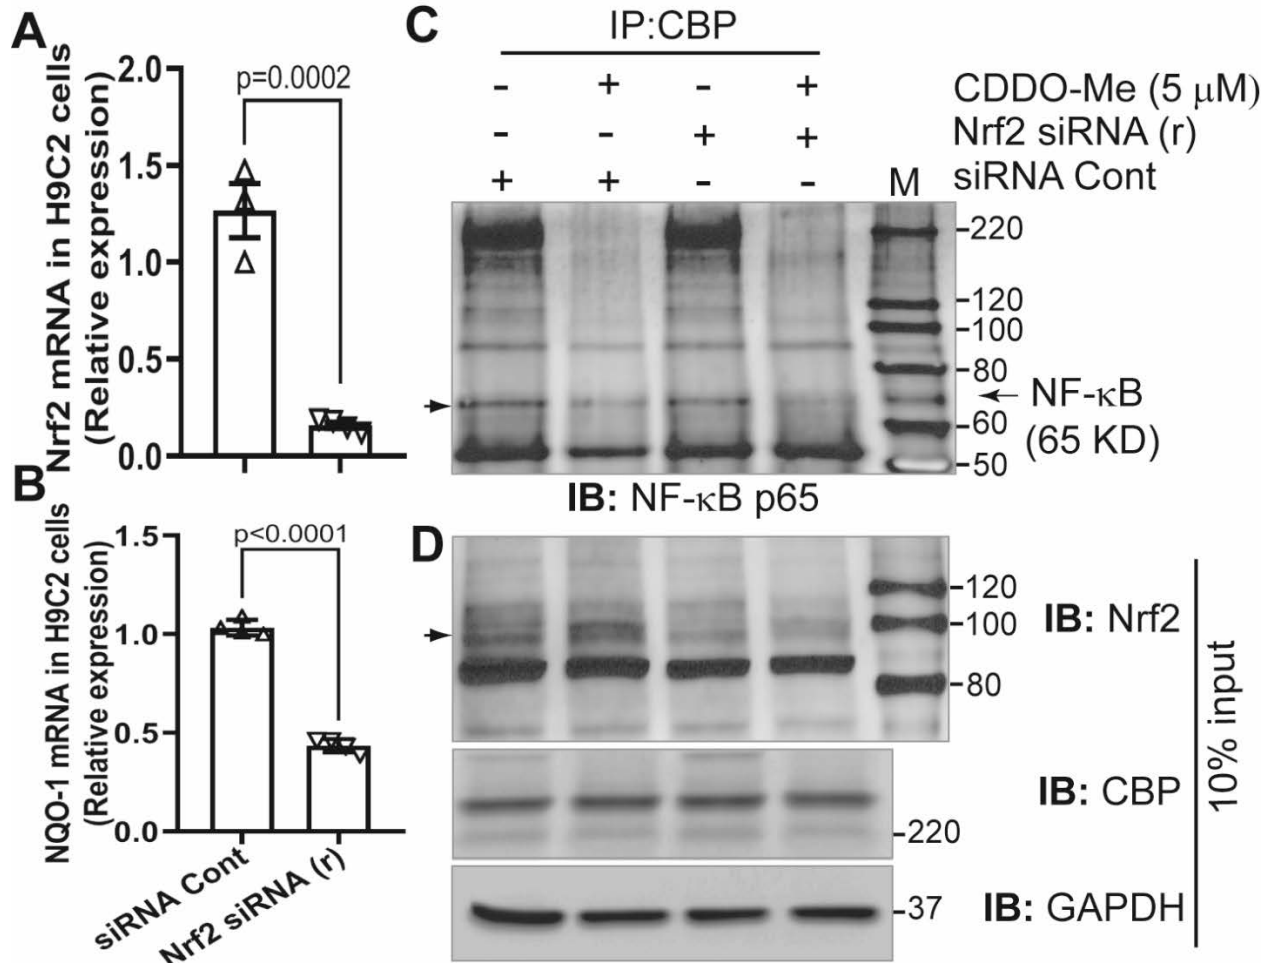 A
Nrf2 mRNA in H9C2 cells
(Relative expression)
2.0
1.5
1.0
0.5
0.0
p=0.0002
B
NQO-1 mRNA in H9C2 cells
(Relative expression)
1.5
1.0
0.5
0.0
p<0.0001
siRNA Cont
Nrf2 siRNA (r)
C
IP:CBP
- + - + CDDO-Me (5 μM)
- - + + Nrf2 siRNA (r)
+ + - - M siRNA Cont
-220
-120
-100
-80
-60
-50
NF-κB
(65 KD)
IB: NF-κB p65
D
-120
-100
-80
IB: Nrf2
IB: CBP
-220
-37
IB: GAPDH
10% input